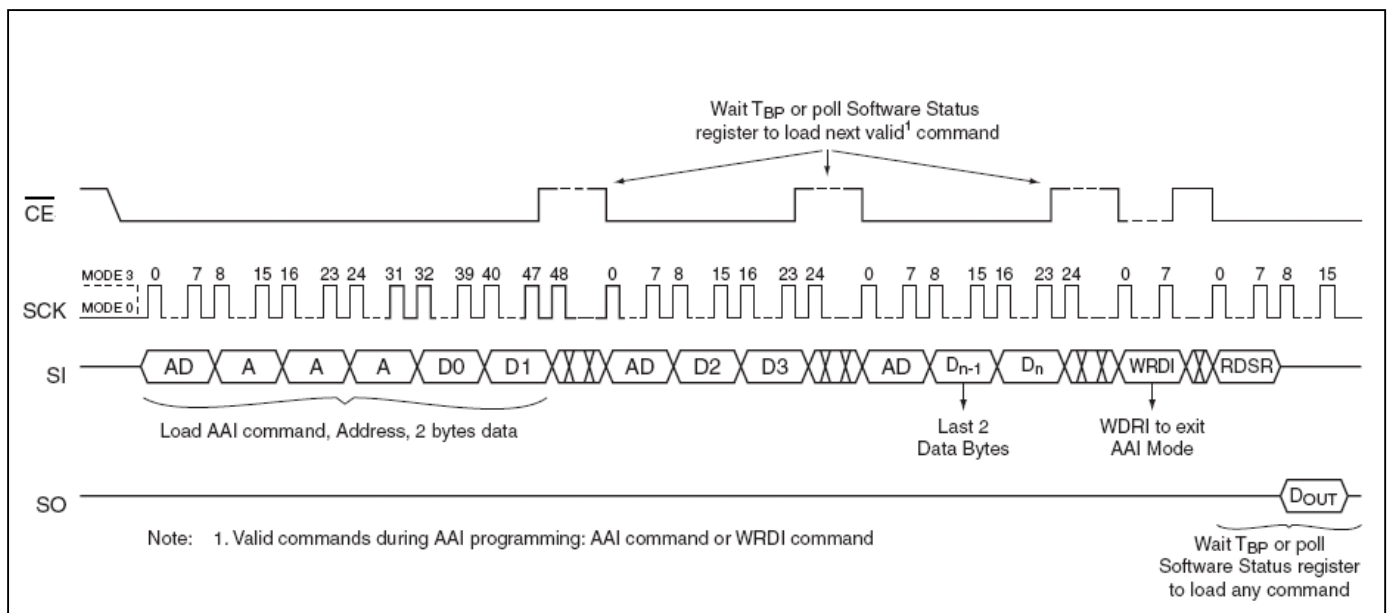 Wait TBP or poll Software Status
register to load next valid1 command
CE
MODE 3 0 7 8 15 16 23 24 31 32 39 40 47 48 0 7 8 15 16 23 24 0 7 8 15 16 23 24 0 7 0 7 8 15
MODE 0
SCK
SI AD A A A D0 D1 AD D2 D3 AD Dn-1 Dn WRDI RDSR
Load AAI command, Address, 2 bytes data
Last 2
Data Bytes
WDRI to exit
AAI Mode
SO DOUT
Note: 1. Valid commands during AAI programming: AAI command or WRDI command
Wait TBP or poll
Software Status register
to load any command